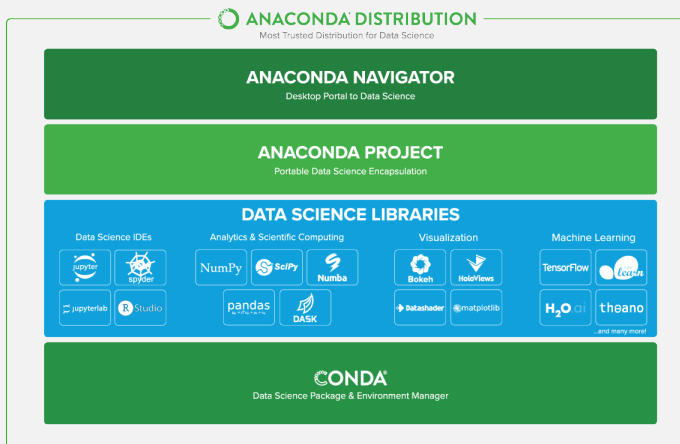 ANACONDA DISTRIBUTION
Most Trusted Distribution for Data Science
ANACONDA NAVIGATOR
Desktop Portal to Data Science
ANACONDA PROJECT
Portable Data Science Encapsulation
DATA SCIENCE LIBRARIES
Data Science IDEs
jupyter
spyder
jupyterlab
R Studio
Analytics & Scientific Computing
NumPy
SciPy
Numba
pandas
DASK
Visualization
Bokeh
HoloViews
Datashader
matplotlib
Machine Learning
TensorFlow
learn
H2O.ai
theano
...and many more!
CONDA®
Data Science Package & Environment Manager